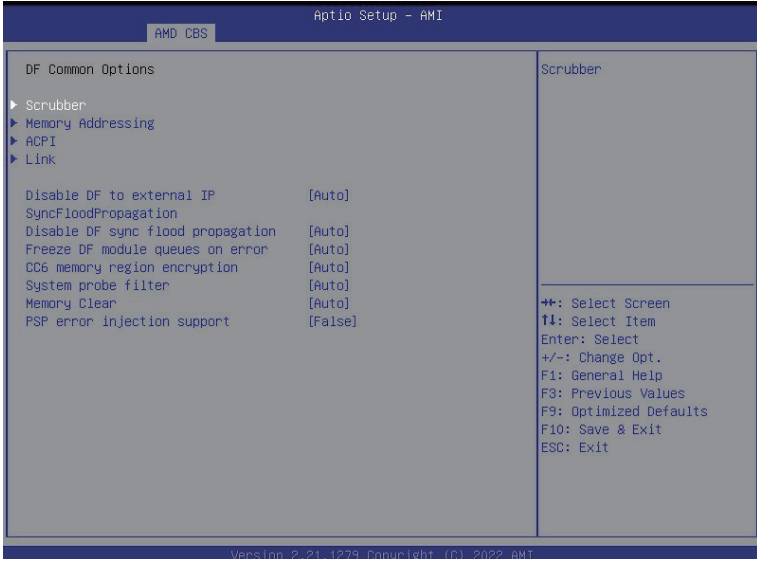 Aptio Setup – AMI
AMD CBS
DF Common Options
Scrubber
Memory Addressing
ACPI
Link
Disable DF to external IP [Auto]
SyncFloodPropagation
Disable DF sync flood propagation [Auto]
Freeze DF module queues on error [Auto]
CC6 memory region encryption [Auto]
System probe filter [Auto]
Memory Clear [Auto]
PSP error injection support [False]
Scrubber
→←: Select Screen
↑↓: Select Item
Enter: Select
+/-: Change Opt.
F1: General Help
F3: Previous Values
F9: Optimized Defaults
F10: Save & Exit
ESC: Exit
Version 2.21.1279 Copyright (C) 2022 AMI